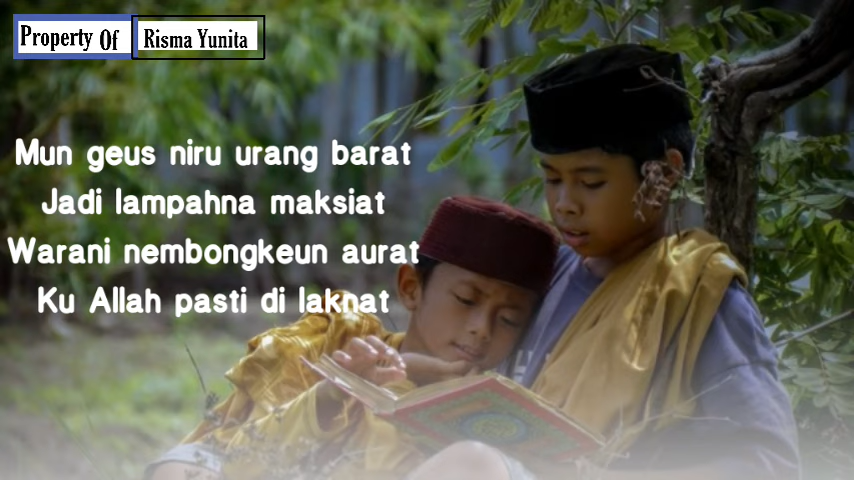 Property Of Risma Yunita
Mun geus niru urang barat
Jadi lampahna maksiat
Warani nembongkeun aurat
Ku Allah pasti di laknat